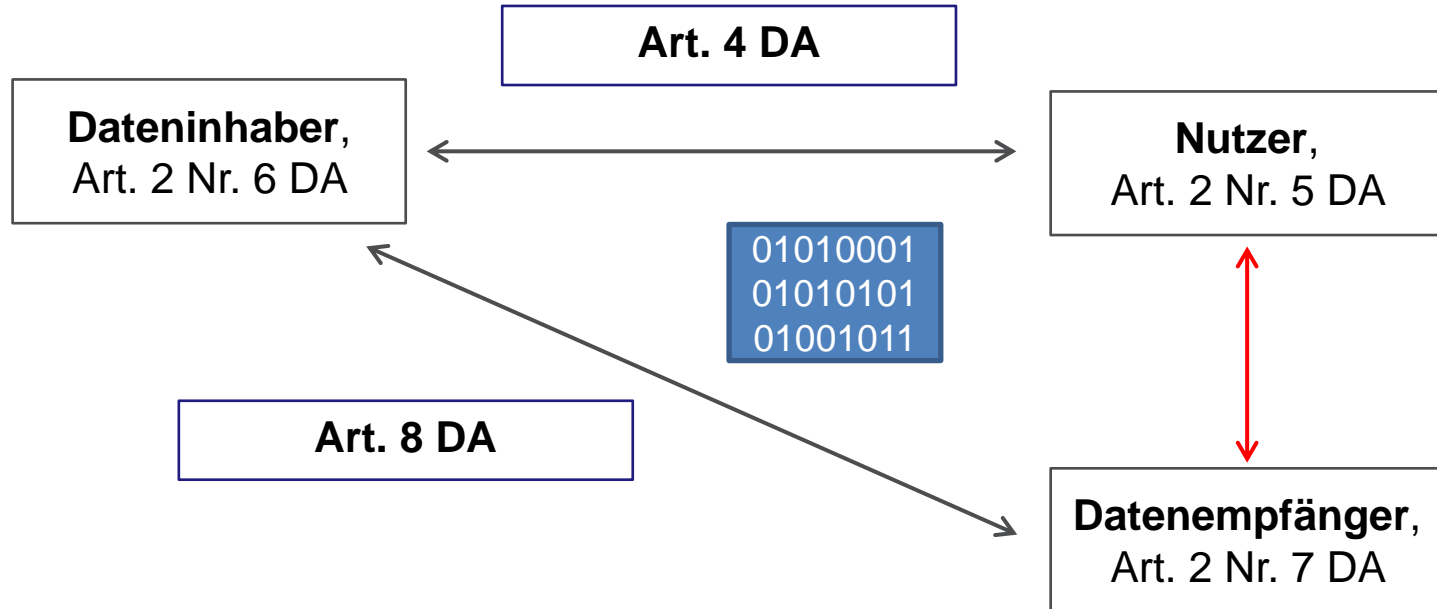 Art. 4 DA
Dateninhaber,
Art. 2 Nr. 6 DA
Nutzer,
Art. 2 Nr. 5 DA
01010001
01010101
01001011
Art. 8 DA
Datenempfänger,
Art. 2 Nr. 7 DA